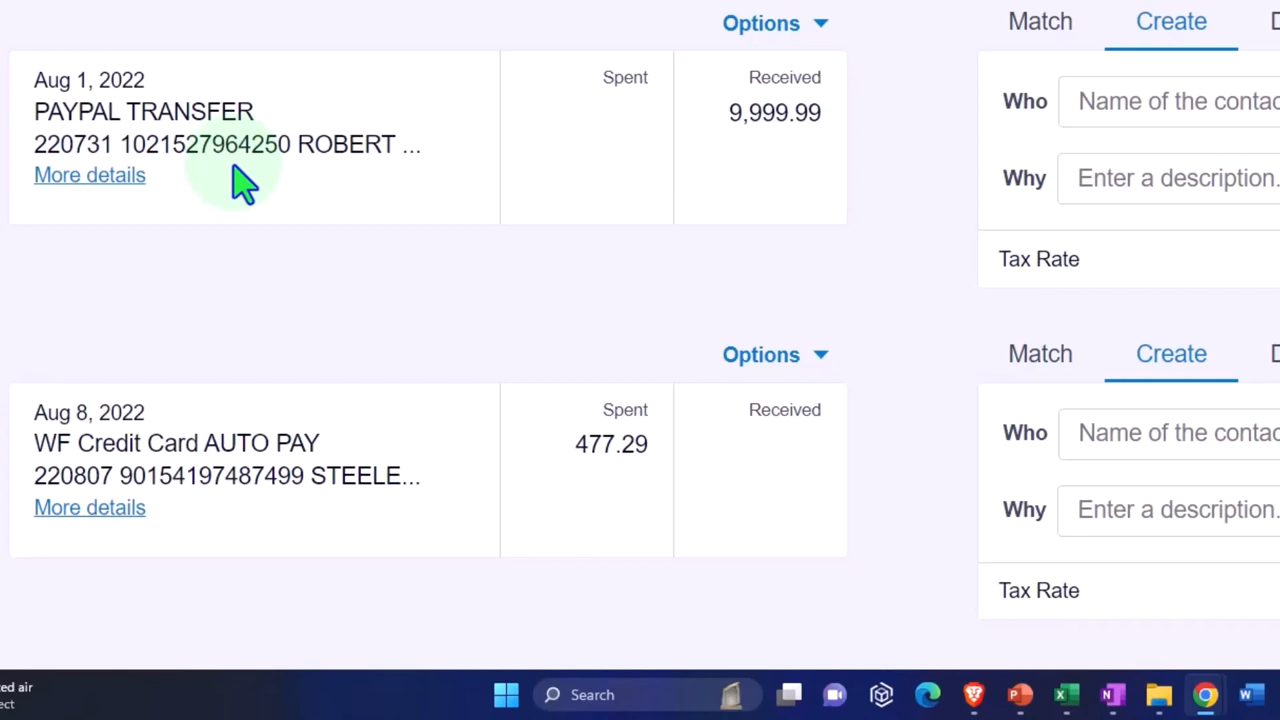 Options
Aug 1, 2022
PAYPAL TRANSFER
220731 1021527964250 ROBERT ...
More details
Spent
Received
9,999.99
Match
Create
D
Who
Name of the contac
Why
Enter a description.
Tax Rate
Options
Aug 8, 2022
WF Credit Card AUTO PAY
220807 90154197487499 STEELE...
More details
Spent
477.29
Received
Match
Create
D
Who
Name of the contac
Why
Enter a description.
Tax Rate
ted air
ect
Search